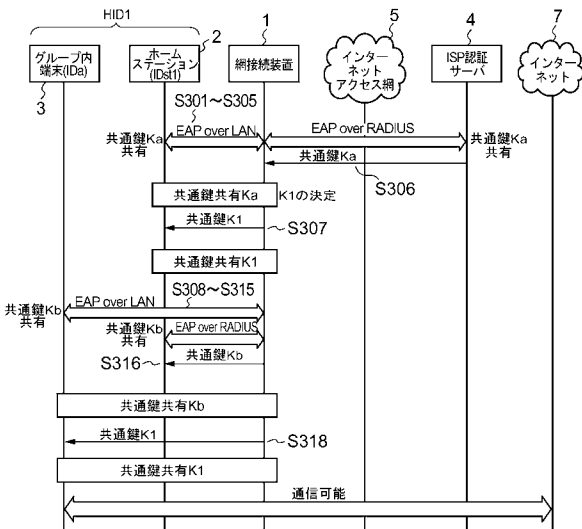 HID1
グループ内
端末(IDa)
3
ホーム
ステーション
(IDst1)
2
網接続装置
1
インター
ネット
アクセス網
5
ISP認証
サーバ
4
インター
ネット
7
S301～S305
共通鍵Ka
共有
EAP over LAN
EAP over RADIUS
共通鍵Ka
共有
共通鍵Ka
S306
共通鍵共有Ka
K1の決定
共通鍵K1
S307
共通鍵共有K1
S308～S315
共通鍵Kb
共有
EAP over LAN
共通鍵Kb
共有
EAP over RADIUS
共通鍵Kb
S316
共通鍵共有Kb
共通鍵K1
S318
共通鍵共有K1
通信可能